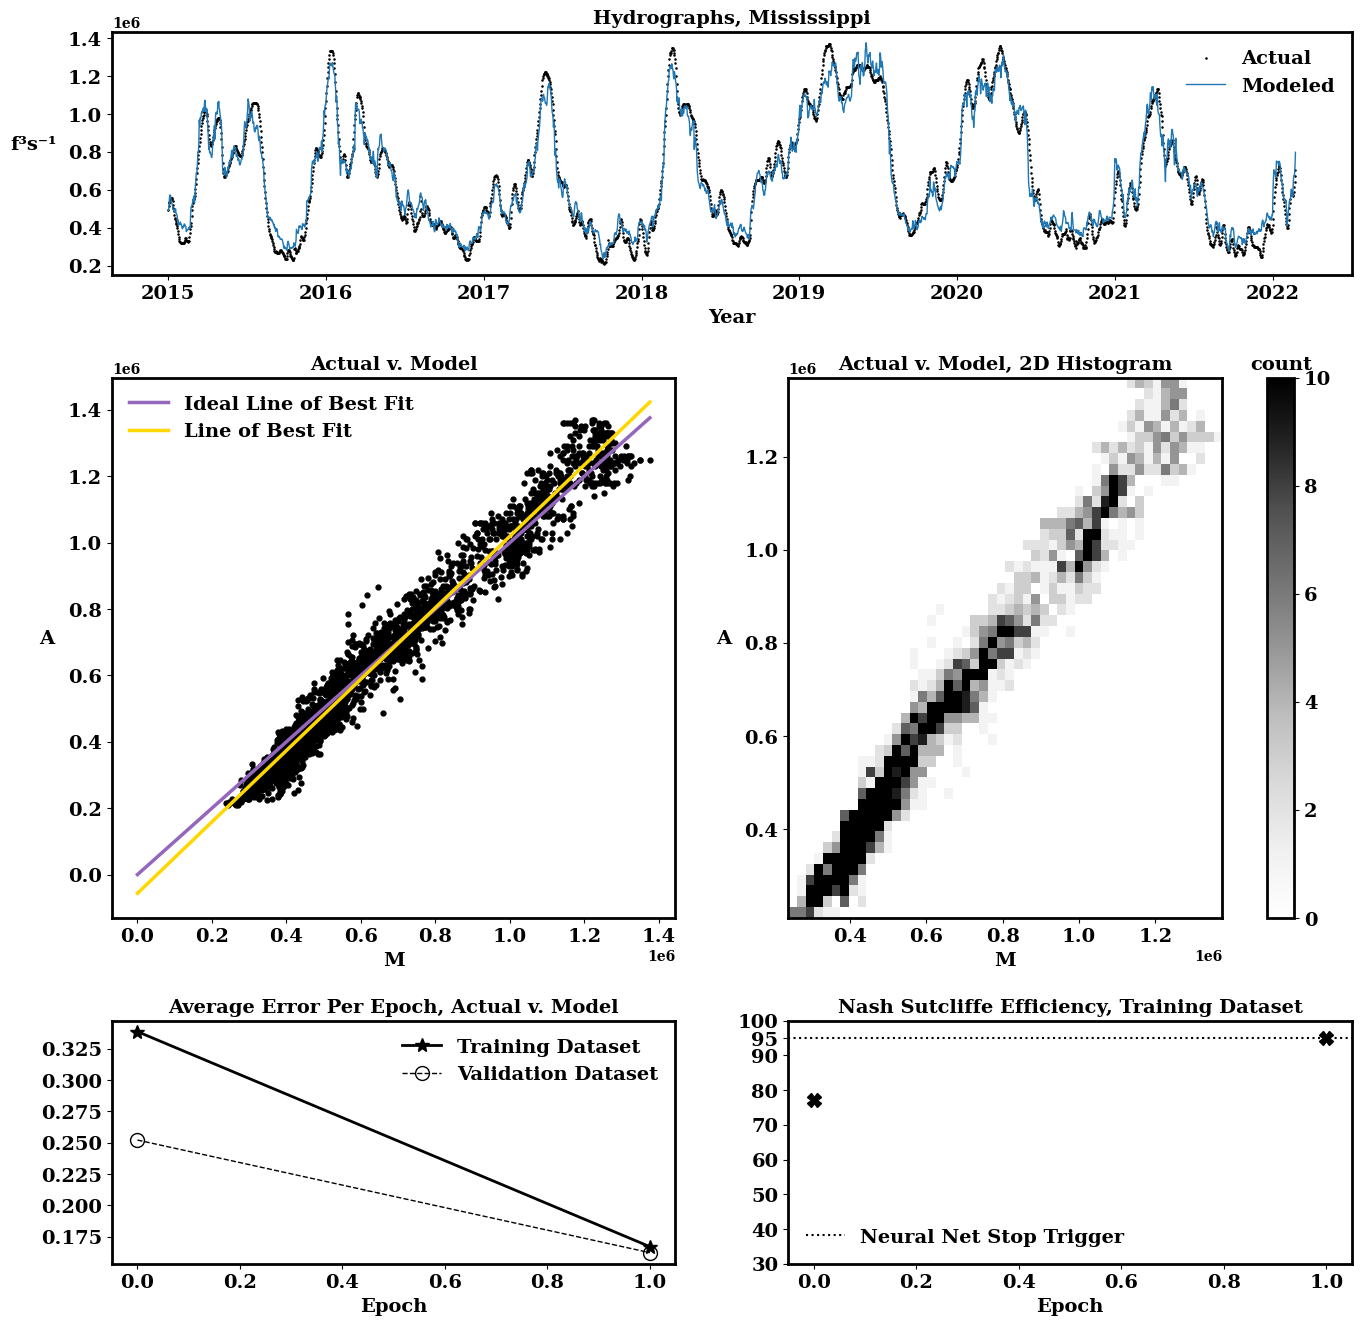 Hydrographs, Mississippi
1e6
1.4
1.2
1.0
0.8
0.6
0.4
0.2
f³s⁻¹
Actual
Modeled
2015 2016 2017 2018 2019 2020 2021 2022
Year
Actual v. Model
1e6
1.4
1.2
1.0
0.8
0.6
0.4
0.2
0.0
A
Ideal Line of Best Fit
Line of Best Fit
0.0 0.2 0.4 0.6 0.8 1.0 1.2 1.4
1e6
M
Actual v. Model, 2D Histogram
1e6
1.2
1.0
0.8
0.6
0.4
A
0.4 0.6 0.8 1.0 1.2
1e6
M
count
10
8
6
4
2
0
Average Error Per Epoch, Actual v. Model
0.325
0.300
0.275
0.250
0.225
0.200
0.175
Training Dataset
Validation Dataset
0.0 0.2 0.4 0.6 0.8 1.0
Epoch
Nash Sutcliffe Efficiency, Training Dataset
100
95
90
80
70
60
50
40
30
Neural Net Stop Trigger
0.0 0.2 0.4 0.6 0.8 1.0
Epoch